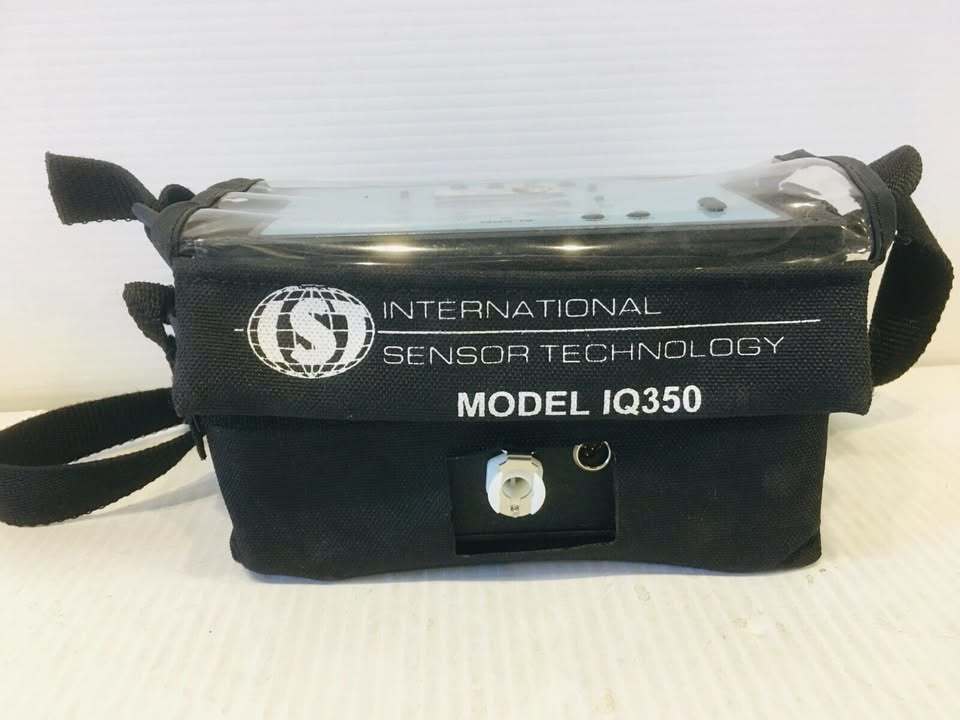 IST
INTERNATIONAL
SENSOR TECHNOLOGY
MODEL IQ350